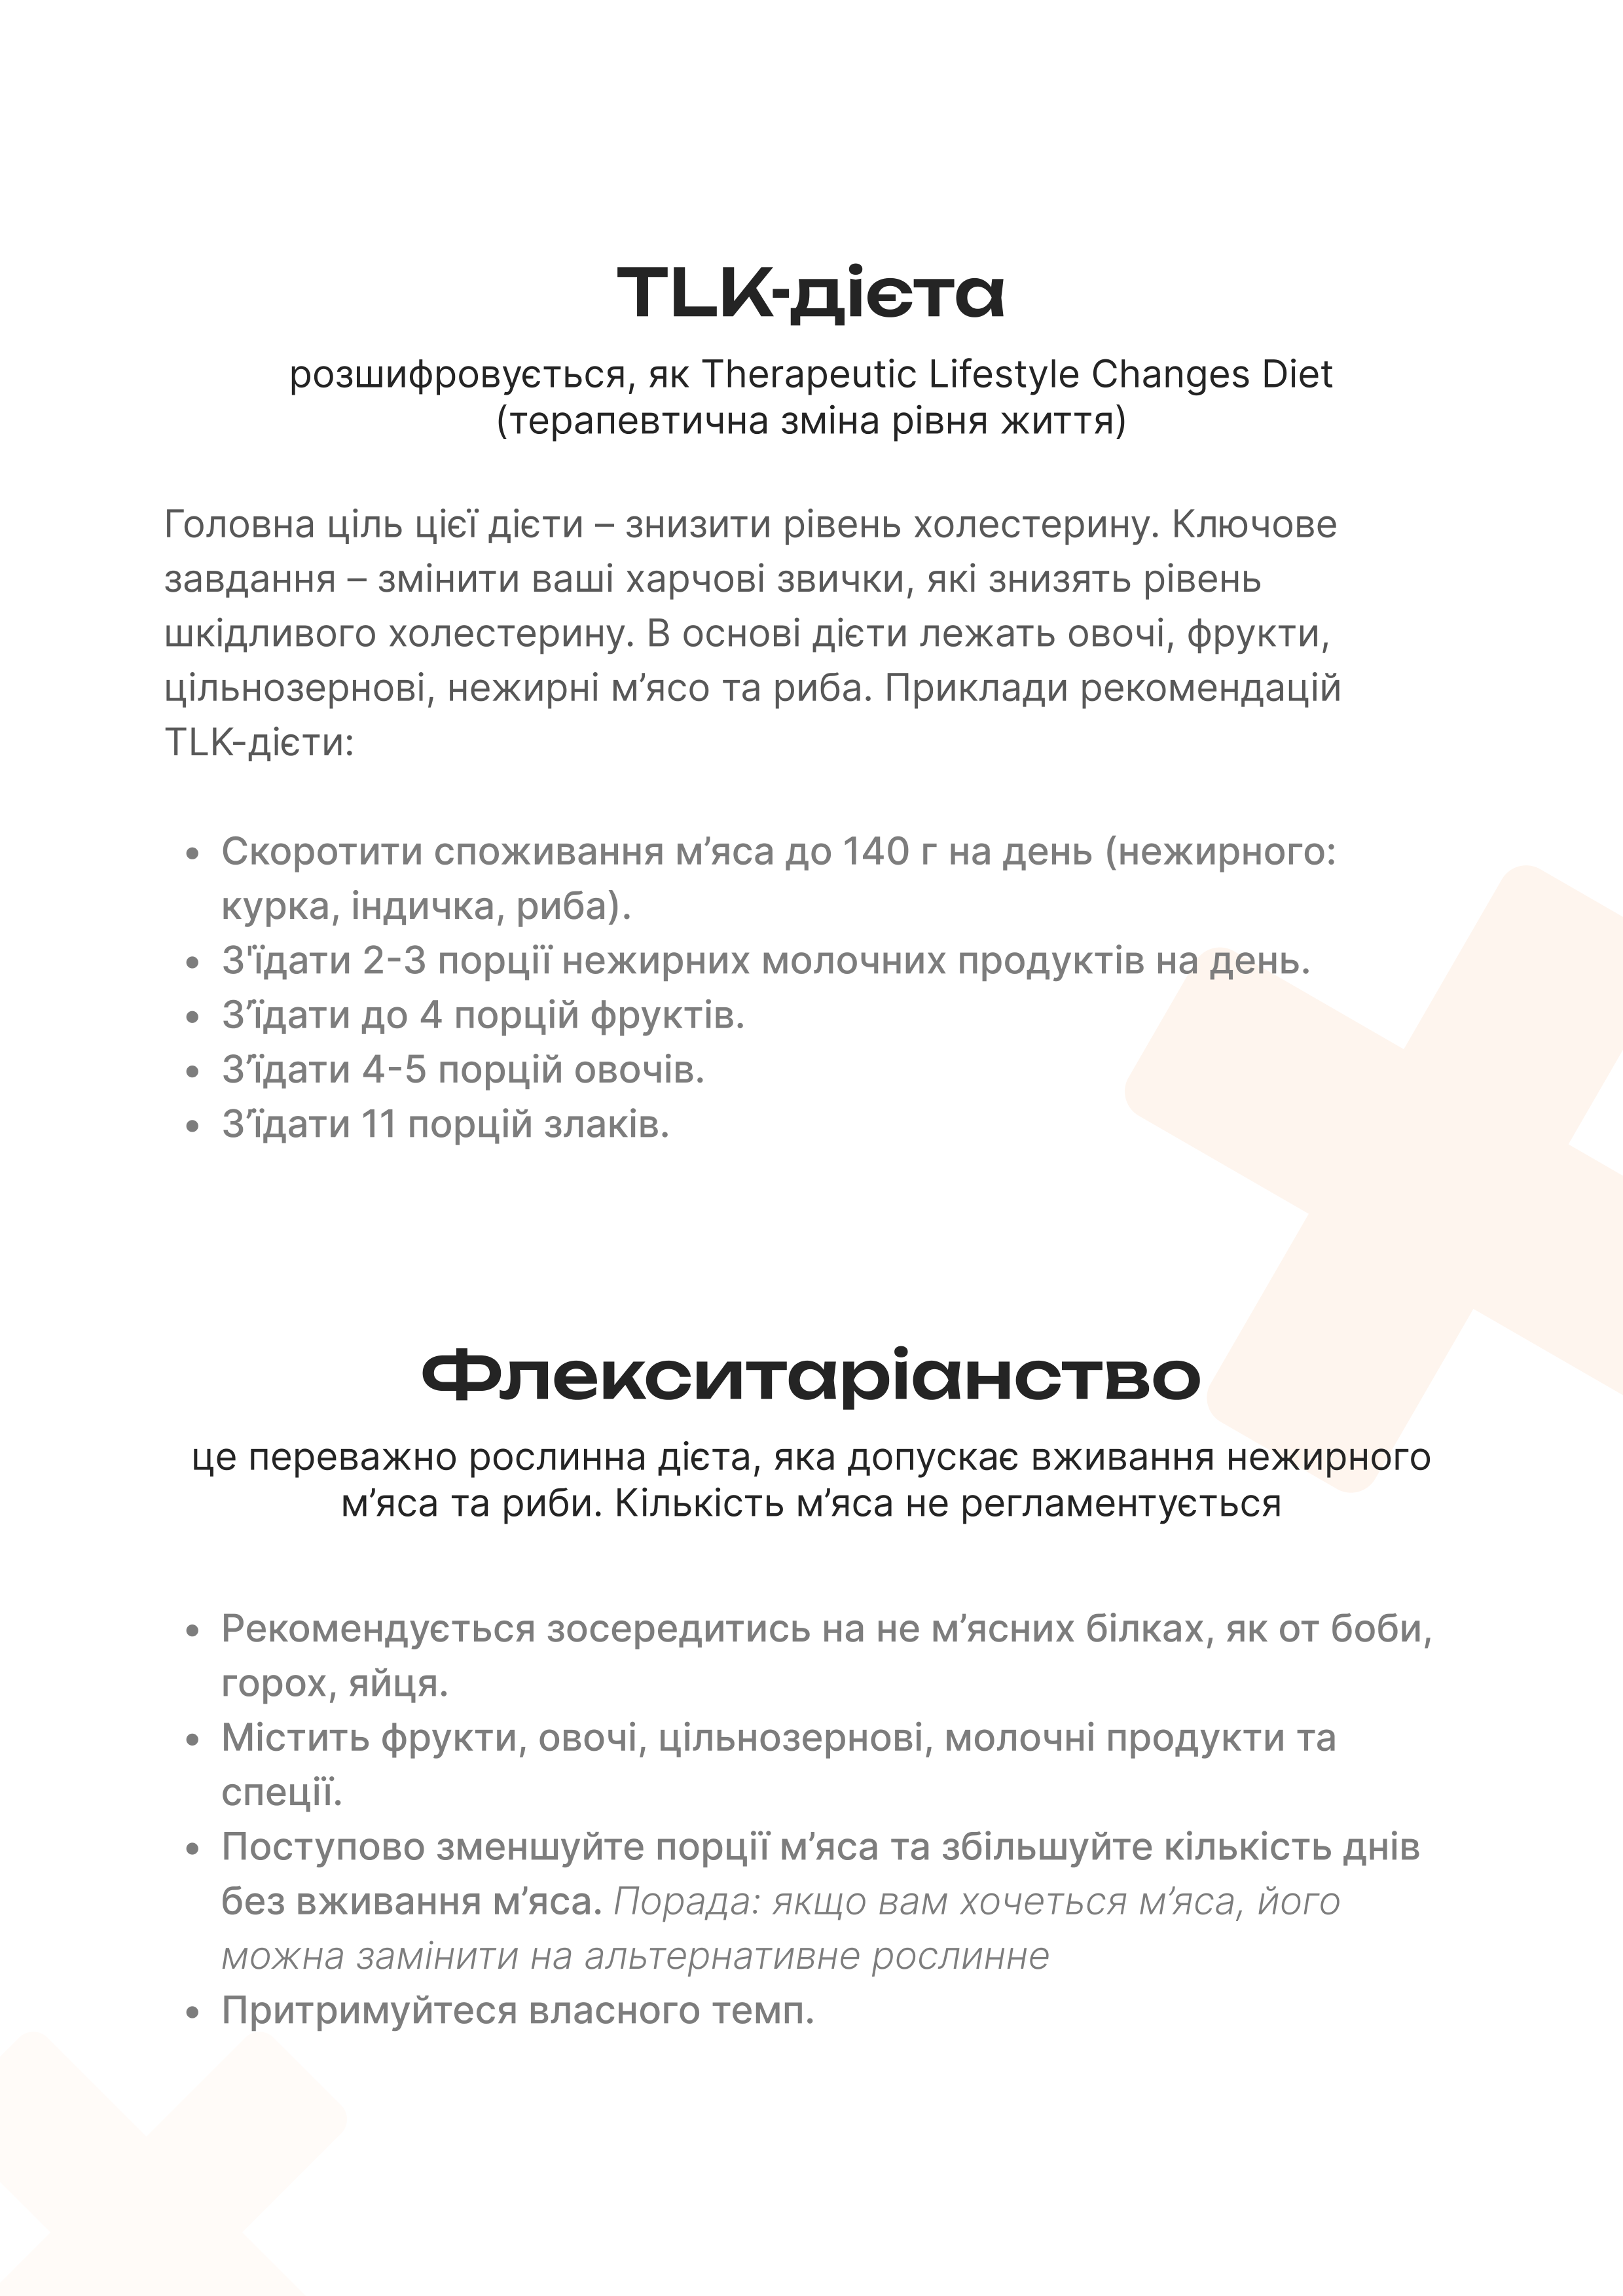 TLK-дієта
розшифровується, як Therapeutic Lifestyle Changes Diet
(терапевтична зміна рівня життя)
Головна ціль цієї дієти – знизити рівень холестерину. Ключове
завдання – змінити ваші харчові звички, які знизять рівень
шкідливого холестерину. В основі дієти лежать овочі, фрукти,
цільнозернові, нежирні м’ясо та риба. Приклади рекомендацій
TLK-дієти:
• Скоротити споживання м’яса до 140 г на день (нежирного:
курка, індичка, риба).
• З'їдати 2-3 порції нежирних молочних продуктів на день.
• З’їдати до 4 порцій фруктів.
• З’їдати 4-5 порцій овочів.
• З’їдати 11 порцій злаків.
Флекситаріанство
це переважно рослинна дієта, яка допускає вживання нежирного
м’яса та риби. Кількість м’яса не регламентується
• Рекомендується зосередитись на не м’ясних білках, як от боби,
горох, яйця.
• Містить фрукти, овочі, цільнозернові, молочні продукти та
спеції.
• Поступово зменшуйте порції м’яса та збільшуйте кількість днів
без вживання м’яса. Порада: якщо вам хочеться м’яса, його
можна замінити на альтернативне рослинне
• Притримуйтеся власного темп.